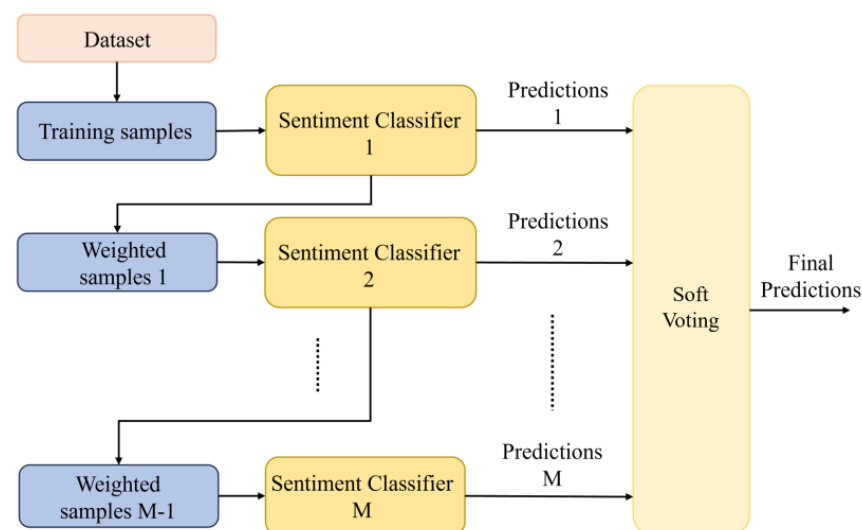 Dataset
Training samples
Sentiment Classifier
1
Predictions
1
Weighted
samples 1
Sentiment Classifier
2
Predictions
2
Soft
Voting
Final
Predictions
Weighted
samples M-1
Sentiment Classifier
M
Predictions
M